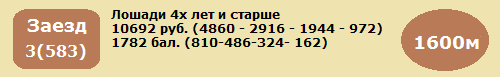 Заезд
3(583)
Лошади 4х лет и старше
10692 руб. (4860 - 2916 - 1944 - 972)
1782 бал. (810-486-324- 162)
1600м